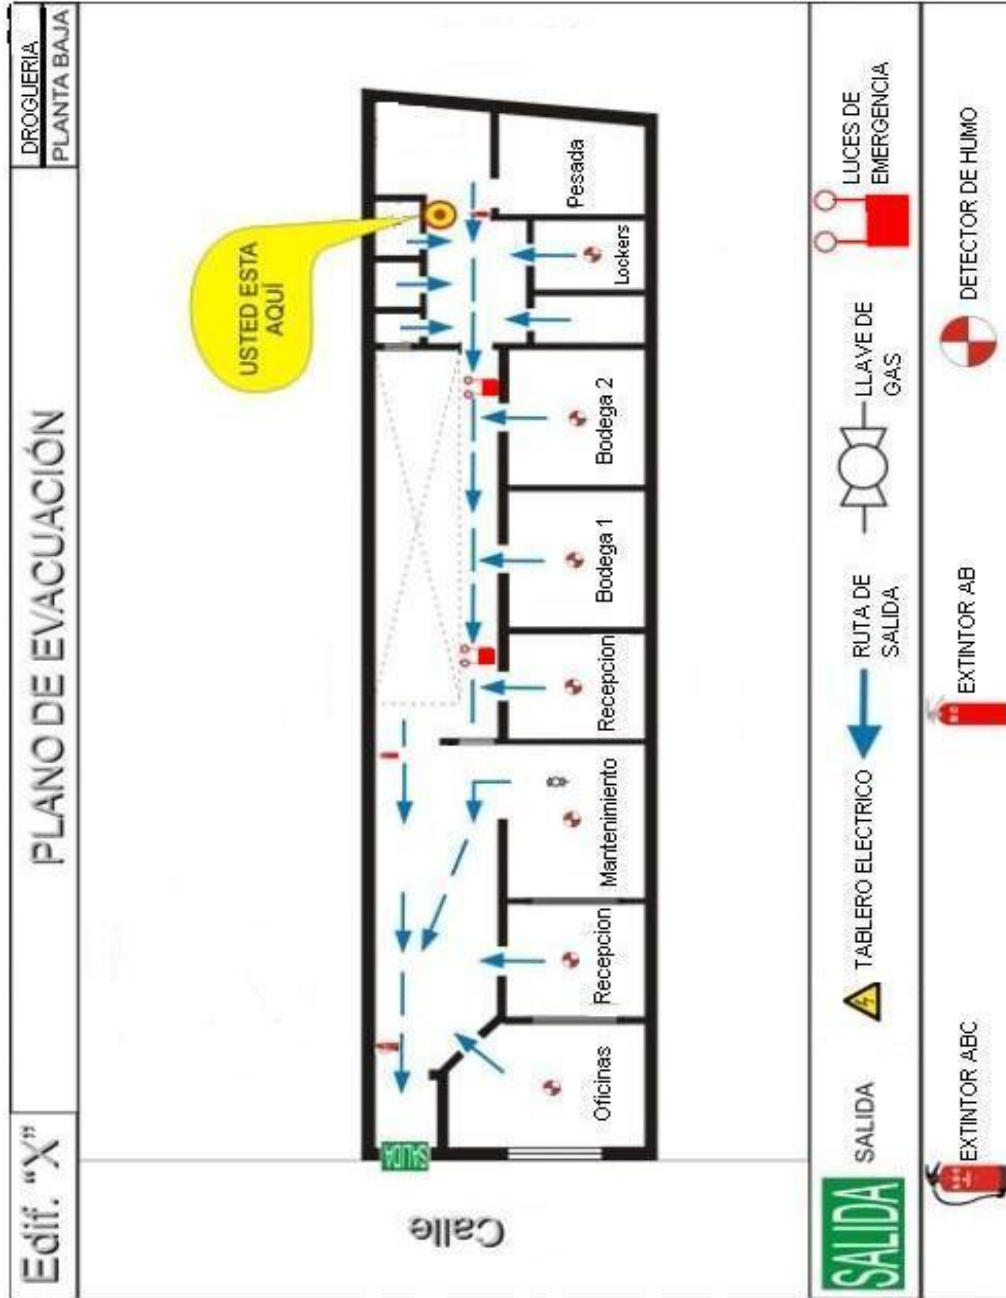 Edif. “X”
PLANO DE EVACUACIÓN
DROGUERIA
PLANTA BAJA
USTED ESTA
AQUÍ
Calle
SALIDA
Oficinas
Recepcion
Mantenimiento
Recepcion
Bodega 1
Bodega 2
Lockers
Pesada
SALIDA
SALIDA
TABLERO ELECTRICO
RUTA DE
SALIDA
LLAVE DE
GAS
LUCES DE
EMERGENCIA
EXTINTOR ABC
EXTINTOR AB
DETECTOR DE HUMO